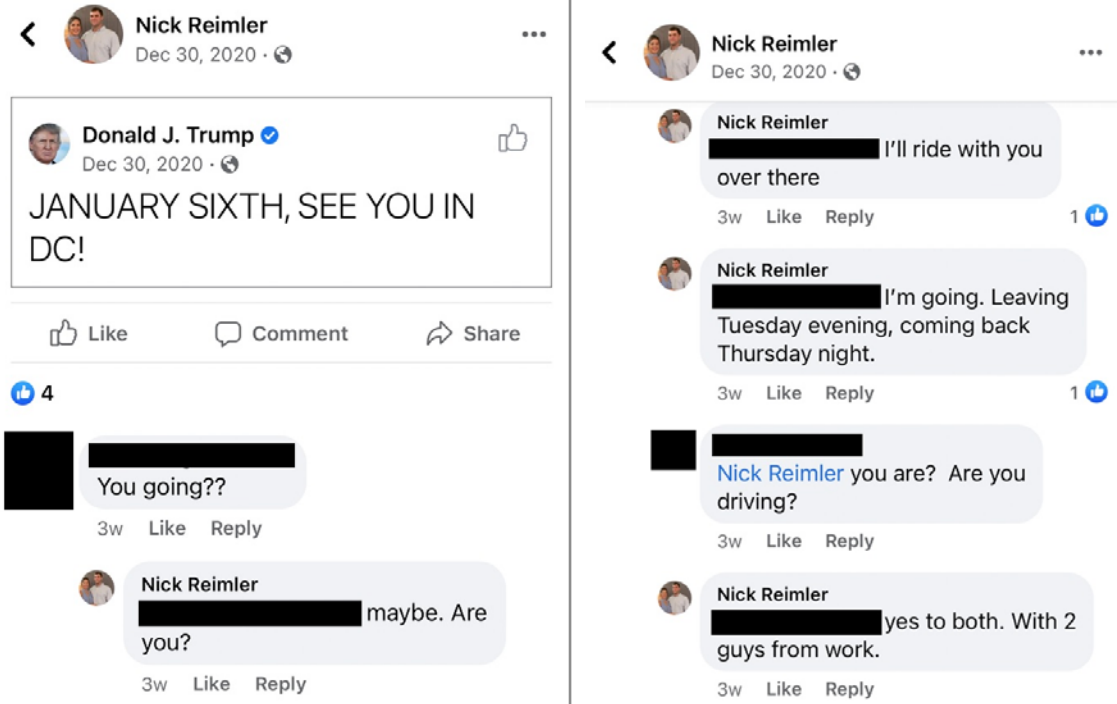 Nick Reimler
Dec 30, 2020 ·
Donald J. Trump
Dec 30, 2020 ·
JANUARY SIXTH, SEE YOU IN
DC!
Like Comment Share
4
You going??
3w Like Reply
Nick Reimler
maybe. Are
you?
3w Like Reply
Nick Reimler
Dec 30, 2020 ·
Nick Reimler
I'll ride with you
over there
3w Like Reply 1
Nick Reimler
I'm going. Leaving
Tuesday evening, coming back
Thursday night.
3w Like Reply 1
Nick Reimler you are? Are you
driving?
3w Like Reply
Nick Reimler
yes to both. With 2
guys from work.
3w Like Reply